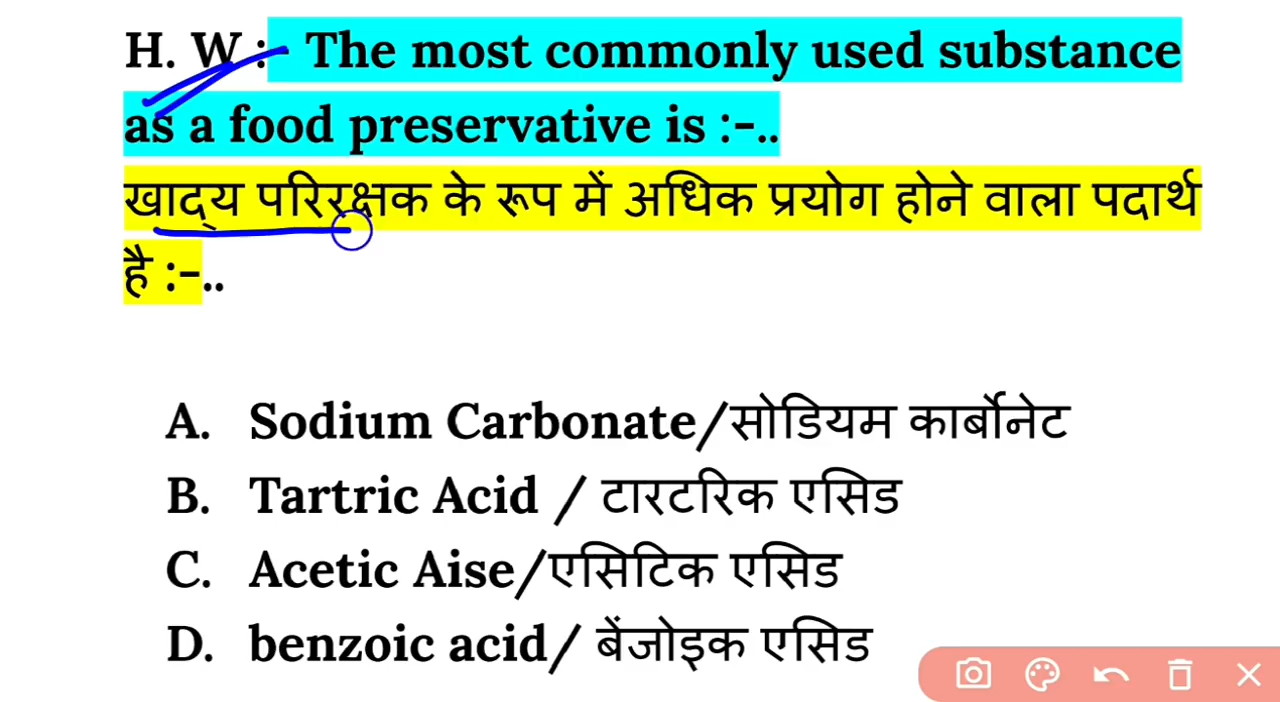 H. W :- The most commonly used substance
as a food preservative is :-..
खाद्य परिरक्षक के रूप में अधिक प्रयोग होने वाला पदार्थ
है :-..
A. Sodium Carbonate/सोडियम कार्बोनेट
B. Tartric Acid / टारटरिक एसिड
C. Acetic Aise/एसिटिक एसिड
D. benzoic acid/ बेंजोइक एसिड